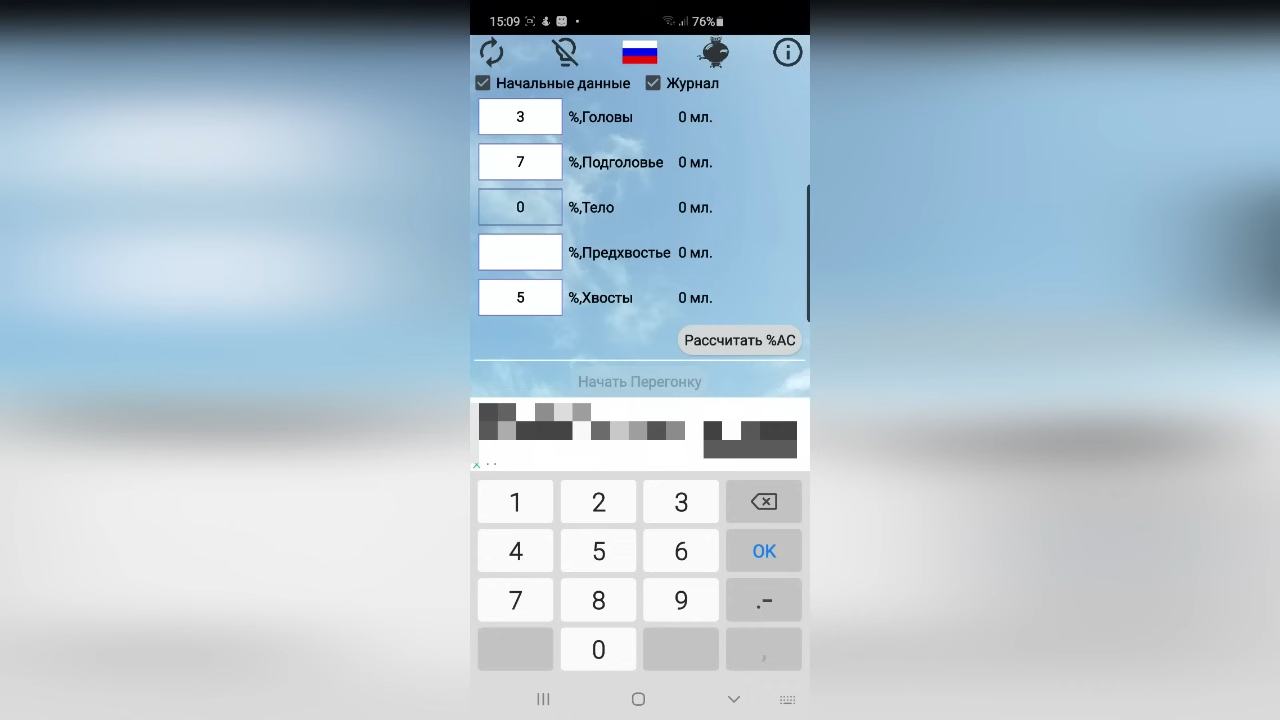 15:09 76%
Начальные данные Журнал
3 %,Головы 0 мл.
7 %,Подголовье 0 мл.
0 %,Тело 0 мл.
%,Предхвостье 0 мл.
5 %,Хвосты 0 мл.
Рассчитать %АС
Начать Перегонку
1 2 3
4 5 6 OK
7 8 9 .-
0 ,